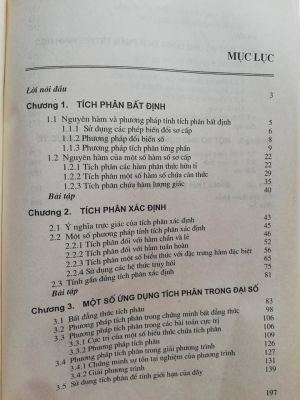 MỤC LỤC
Lời nói đầu 3
Chương 1. TÍCH PHÂN BẤT ĐỊNH
1.1 Nguyên hàm và phương pháp tính tích phân bất định 5
1.1.1 Sử dụng các phép biến đổi sơ cấp 6
1.1.2 Phương pháp đổi biến số 8
1.1.3 Phương pháp tích phân từng phần 9
1.2 Nguyên hàm của một số hàm số sơ cấp 22
1.2.1 Tích phân các hàm phân thức hữu tỉ 22
1.2.2 Tích phân một số hàm số chứa căn thức 29
1.2.3 Tích phân chứa hàm lượng giác 35
Bài tập 40
Chương 2. TÍCH PHÂN XÁC ĐỊNH
2.1 Ý nghĩa trực giác của tích phân xác định 43
2.2 Một số phương pháp tính tích phân xác định 45
2.2.1 Tích phân đối với hàm chẵn và lẻ 46
2.2.2 Tích phân đối với hàm tuần hoàn 52
2.2.3 Tích phân một số biểu thức với đặc trưng hàm đặc biệt 56
2.2.4 Sử dụng các hệ thức truy hồi 65
2.3 Tính gần đúng tích phân xác định 75
Bài tập 81
Chương 3. MỘT SỐ ỨNG DỤNG TÍCH PHÂN TRONG ĐẠI SỐ
3.1 Bất đẳng thức tích phân 83
3.2 Phương pháp tích phân trong chứng minh bất đẳng thức 98
3.3 Phương pháp tích phân trong các bài toán cực trị 106
3.3.1 Cực trị của một số biểu thức chứa tích phân 106
3.3.2 Phương pháp tích phân 109
3.4 Phương pháp tích phân trong giải phương trình 126
3.4.1 Chứng minh sự tồn tại nghiệm của phương trình 127
3.4.2 Giải phương trình 131
3.5 Sử dụng tích phân để tính giới hạn của dãy 139
197